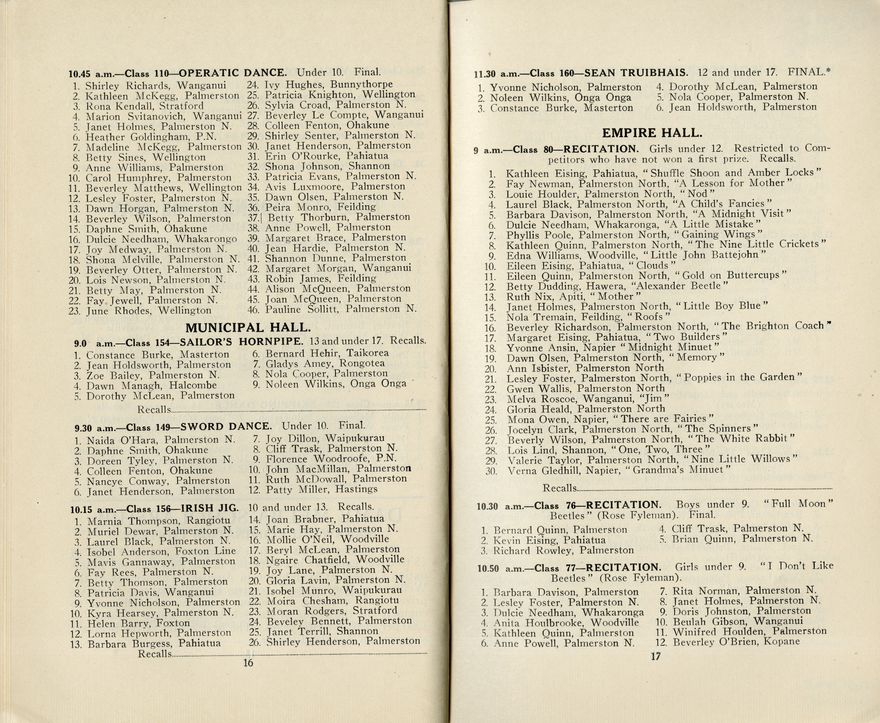 10.45 a.m.—Class 110—OPERATIC DANCE. Under 10. Final.
1. Shirley Richards, Wanganui
2. Kathleen McKegg, Palmerston
3. Rona Kendall, Stratford
4. Marion Svitanovich, Wanganui
5. Janet Holmes, Palmerston N.
6. Heather Goldingham, P.N.
7. Madeline McKegg, Palmerston
8. Betty Sines, Wellington
9. Anne Williams, Palmerston
10. Carol Humphrey, Palmerston
11. Beverley Matthews, Wellington
12. Lesley Foster, Palmerston N.
13. Dawn Horgan, Palmerston N.
14. Beverley Wilson, Palmerston
15. Daphne Smith, Ohakune
16. Dulcie Needham, Whakarongo
17. Joy Medway, Palmerston N.
18. Shona Melville, Palmerston N.
19. Beverley Otter, Palmerston N.
20. Lois Newson, Palmerston N.
21. Betty May, Palmerston N.
22. Fay Jewell, Palmerston N.
23. June Rhodes, Wellington
24. Ivy Hughes, Bunnythorpe
25. Patricia Knighton, Wellington
26. Sylvia Croad, Palmerston N.
27. Beverley Le Compte, Wanganui
28. Colleen Fenton, Ohakune
29. Shirley Senter, Palmerston N.
30. Janet Henderson, Palmerston
31. Erin O'Rourke, Pahiatua
32. Shona Johnson, Shannon
33. Patricia Evans, Palmerston N.
34. Avis Luxmoore, Palmerston
35. Dawn Olsen, Palmerston N.
36. Peira Monro, Feilding
37. Betty Thorburn, Palmerston
38. Anne Powell, Palmerston
39. Margaret Brace, Palmerston
40. Jean Hardie, Palmerston N.
41. Shannon Dunne, Palmerston
42. Margaret Morgan, Wanganui
43. Robin James, Feilding
44. Alison McQueen, Palmerston
45. Joan McQueen, Palmerston
46. Pauline Sollitt, Palmerston N.
MUNICIPAL HALL.
9.0 a.m.—Class 154—SAILOR'S HORNPIPE. 13 and under 17. Recalls.
1. Constance Burke, Masterton
2. Jean Holdsworth, Palmerston
3. Zoe Bailey, Palmerston N.
4. Dawn Managh, Halcombe
5. Dorothy McLean, Palmerston
6. Bernard Hehir, Taikorea
7. Gladys Amey, Rongotea
8. Nola Cooper, Palmerston
9. Noleen Wilkins, Onga Onga
Recalls
9.30 a.m.—Class 149—SWORD DANCE. Under 10. Final.
1. Naida O'Hara, Palmerston N.
2. Daphne Smith, Ohakune
3. Doreen Tyley, Palmerston N.
4. Colleen Fenton, Ohakune
5. Nancye Conway, Palmerston
6. Janet Henderson, Palmerston
7. Joy Dillon, Waipukurau
8. Cliff Trask, Palmerston N.
9. Florence Woodroofe, P.N.
10. John MacMillan, Palmerston
11. Ruth McDowall, Palmerston
12. Patty Miller, Hastings
10.15 a.m.—Class 156—IRISH JIG. 10 and under 13. Recalls.
1. Marnia Thompson, Rangiotu
2. Muriel Dewar, Palmerston N.
3. Laurel Black, Palmerston N.
4. Isobel Anderson, Foxton Line
5. Mavis Gannaway, Palmerston
6. Fay Rees, Palmerston N.
7. Betty Thomson, Palmerston
8. Patricia Davis, Wanganui
9. Yvonne Nicholson, Palmerston
10. Kyra Hearsey, Palmerston N.
11. Helen Barry, Foxton
12. Lorna Hepworth, Palmerston
13. Barbara Burgess, Pahiatua
14. Joan Brabner, Pahiatua
15. Marie Hay, Palmerston N.
16. Mollie O'Neil, Woodville
17. Beryl McLean, Palmerston
18. Ngaire Chatfield, Woodville
19. Joy Lane, Palmerston N.
20. Gloria Lavin, Palmerston N.
21. Isobel Munro, Waipukurau
22. Moira Chesham, Rangiotu
23. Moran Rodgers, Stratford
24. Beveley Bennett, Palmerston
25. Janet Terrill, Shannon
26. Shirley Henderson, Palmerston
Recalls
16
11.30 a.m.—Class 160—SEAN TRUIBHAIS. 12 and under 17. FINAL.*
1. Yvonne Nicholson, Palmerston
2. Noleen Wilkins, Onga Onga
3. Constance Burke, Masterton
4. Dorothy McLean, Palmerston
5. Nola Cooper, Palmerston N.
6. Jean Holdsworth, Palmerston
EMPIRE HALL.
9 a.m.—Class 80—RECITATION. Girls under 12. Restricted to Com-
petitors who have not won a first prize. Recalls.
1. Kathleen Eising, Pahiatua, "Shuffle Shoon and Amber Locks"
2. Fay Newman, Palmerston North, "A Lesson for Mother"
3. Louie Houlder, Palmerston North, "Nod"
4. Laurel Black, Palmerston North, "A Child's Fancies"
5. Barbara Davison, Palmerston North, "A Midnight Visit"
6. Dulcie Needham, Whakaronga, "A Little Mistake"
7. Phyllis Poole, Palmerston North, "Gaining Wings"
8. Kathleen Quinn, Palmerston North, "The Nine Little Crickets"
9. Edna Williams, Woodville, "Little John Battejohn"
10. Eileen Eising, Pahiatua, "Clouds"
11. Eileen Quinn, Palmerston North, "Gold on Buttercups"
12. Betty Dudding, Hawera, "Alexander Beetle"
13. Ruth Nix, Apiti, "Mother"
14. Janet Holmes, Palmerston North, "Little Boy Blue"
15. Nola Tremain, Feilding, "Roofs"
16. Beverley Richardson, Palmerston North, "The Brighton Coach"
17. Margaret Eising, Pahiatua, "Two Builders"
18. Yvonne Ansin, Napier "Midnight Minuet"
19. Dawn Olsen, Palmerston North, "Memory"
20. Ann Isbister, Palmerston North
21. Lesley Foster, Palmerston North, "Poppies in the Garden"
22. Gwen Wallis, Palmerston North
23. Melva Roscoe, Wanganui, "Jim"
24. Gloria Heald, Palmerston North
25. Mona Owen, Napier, "There are Fairies"
26. Jocelyn Clark, Palmerston North, "The Spinners"
27. Beverly Wilson, Palmerston North, "The White Rabbit"
28. Lois Lind, Shannon, "One, Two, Three"
29. Valerie Taylor, Palmerston North, "Nine Little Willows"
30. Verna Gledhill, Napier, "Grandma's Minuet"
Recalls
10.30 a.m.—Class 76—RECITATION. Boys under 9. "Full Moon"
Beetles" (Rose Fyleman). Final.
1. Bernard Quinn, Palmerston
2. Kevin Eising, Pahiatua
3. Richard Rowley, Palmerston
4. Cliff Trask, Palmerston N.
5. Brian Quinn, Palmerston N.
10.50 a.m.—Class 77—RECITATION. Girls under 9. "I Don't Like
Beetles" (Rose Fyleman).
1. Barbara Davison, Palmerston
2. Lesley Foster, Palmerston N.
3. Dulcie Needham, Whakaronga
4. Anita Houlbrooke, Woodville
5. Kathleen Quinn, Palmerston
6. Anne Powell, Palmerston N.
7. Rita Norman, Palmerston N.
8. Janet Holmes, Palmerston N.
9. Doris Johnston, Palmerston
10. Beulah Gibson, Wanganui
11. Winifred Houlden, Palmerston
12. Beverley O'Brien, Kopane
17